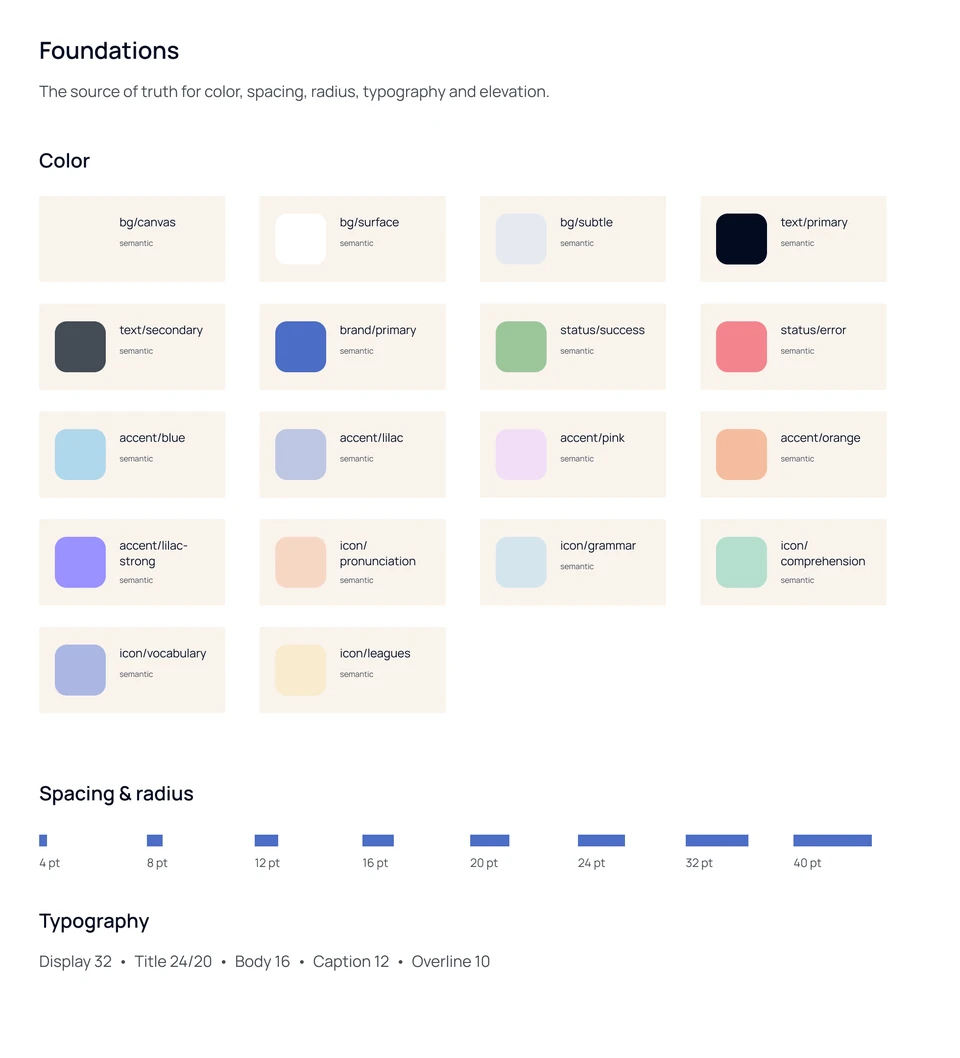 Foundations
The source of truth for color, spacing, radius, typography and elevation.
Color
bg/canvas
semantic
bg/surface
semantic
bg/subtle
semantic
text/primary
semantic
text/secondary
semantic
brand/primary
semantic
status/success
semantic
status/error
semantic
accent/blue
semantic
accent/lilac
semantic
accent/pink
semantic
accent/orange
semantic
accent/lilac-
strong
semantic
icon/
pronunciation
semantic
icon/grammar
semantic
icon/
comprehension
semantic
icon/vocabulary
semantic
icon/leagues
semantic
Spacing & radius
4 pt
8 pt
12 pt
16 pt
20 pt
24 pt
32 pt
40 pt
Typography
Display 32 • Title 24/20 • Body 16 • Caption 12 • Overline 10